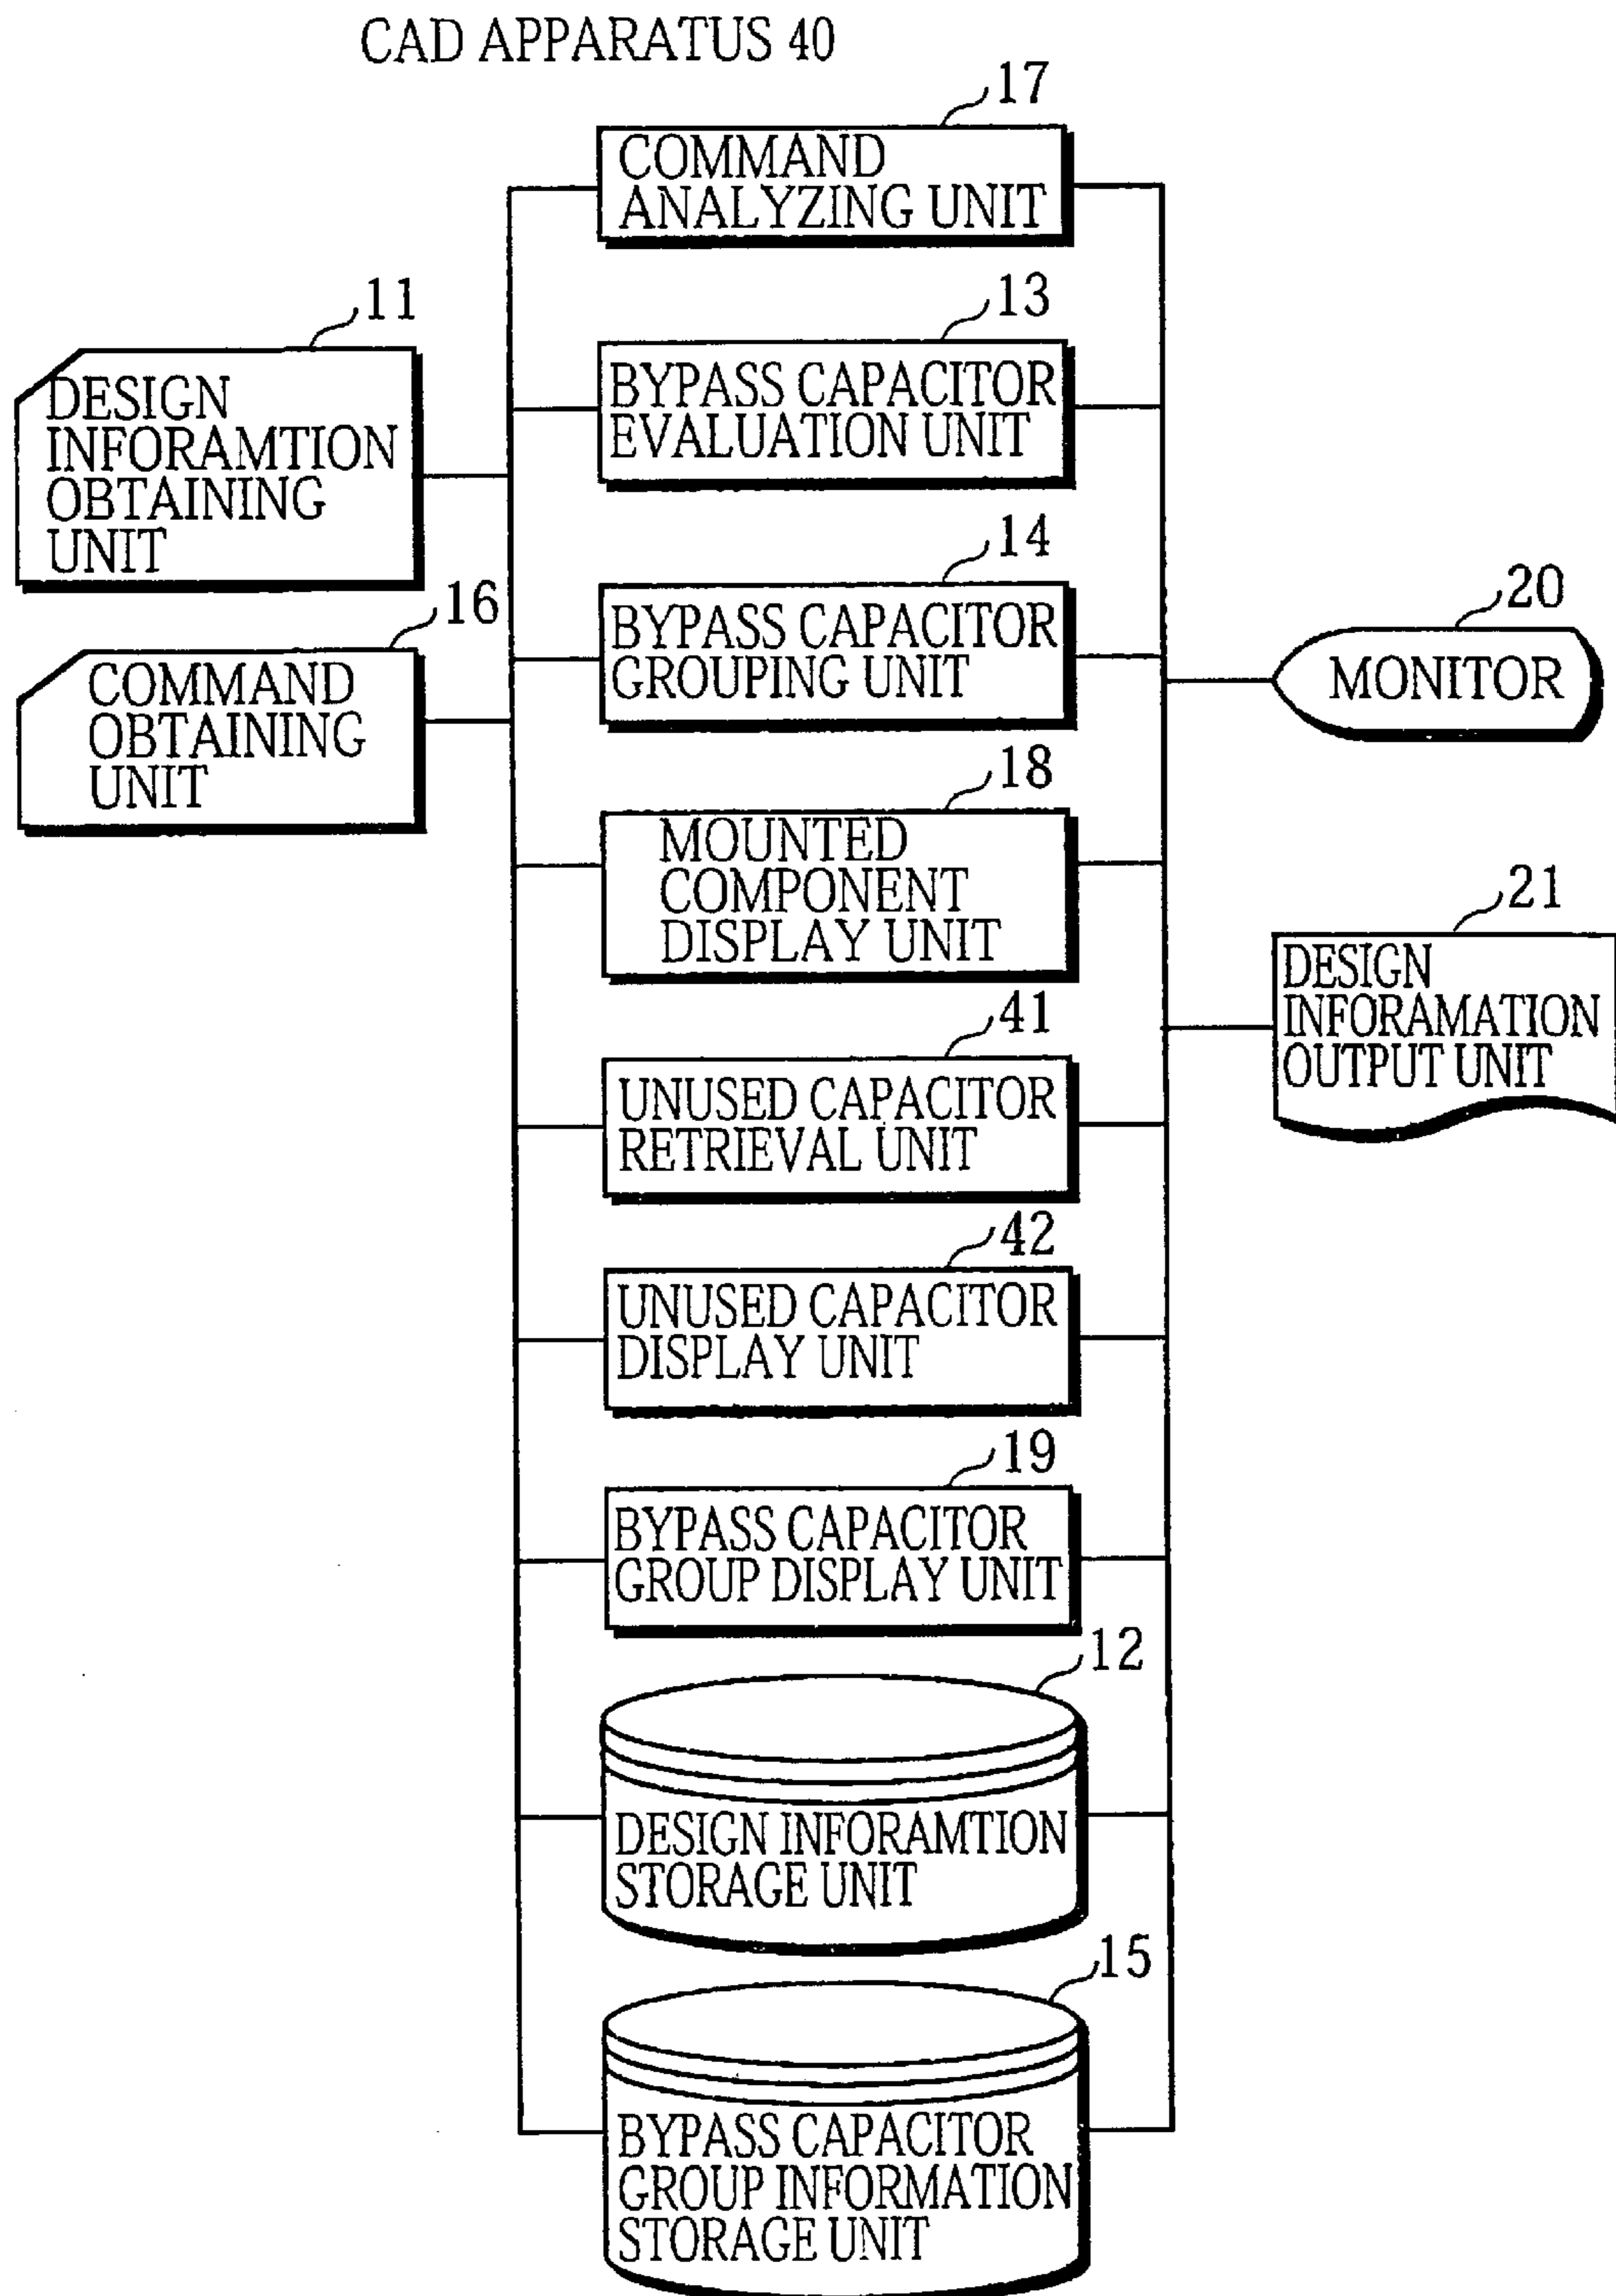 CAD APPARATUS 40
17
COMMAND
ANALYZING UNIT
11
DESIGN
INFORAMTION
OBTAINING
UNIT
13
BYPASS CAPACITOR
EVALUATION UNIT
16
COMMAND
OBTAINING
UNIT
14
BYPASS CAPACITOR
GROUPING UNIT
20
MONITOR
18
MOUNTED
COMPONENT
DISPLAY UNIT
21
DESIGN
INFORAMATION
OUTPUT UNIT
41
UNUSED CAPACITOR
RETRIEVAL UNIT
42
UNUSED CAPACITOR
DISPLAY UNIT
19
BYPASS CAPACITOR
GROUP DISPLAY UNIT
12
DESIGN INFORAMTION
STORAGE UNIT
15
BYPASS CAPACITOR
GROUP INFORMATION
STORAGE UNIT